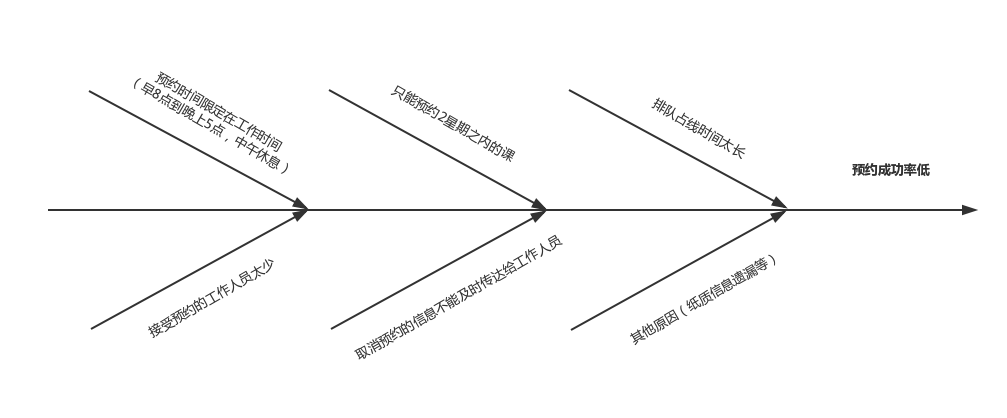 预约时间限定在工作时间
（早8点到晚上5点，中午休息）
只能预约2星期之内的课
排队占线时间太长
预约成功率低
接受预约的工作人员太少
取消预约的信息不能及时传达给工作人员
其他原因（纸质信息遗漏等）